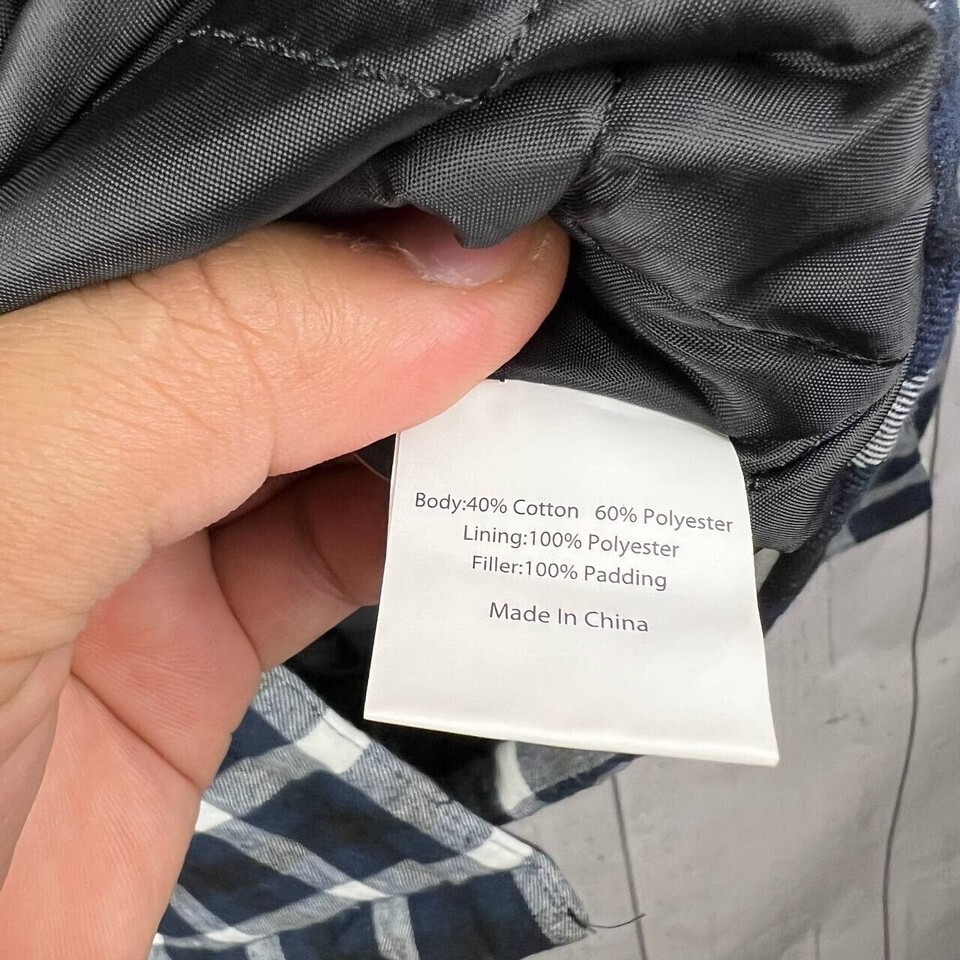 Body:40% Cotton 60% Polyester
Lining:100% Polyester
Filler:100% Padding
Made In China